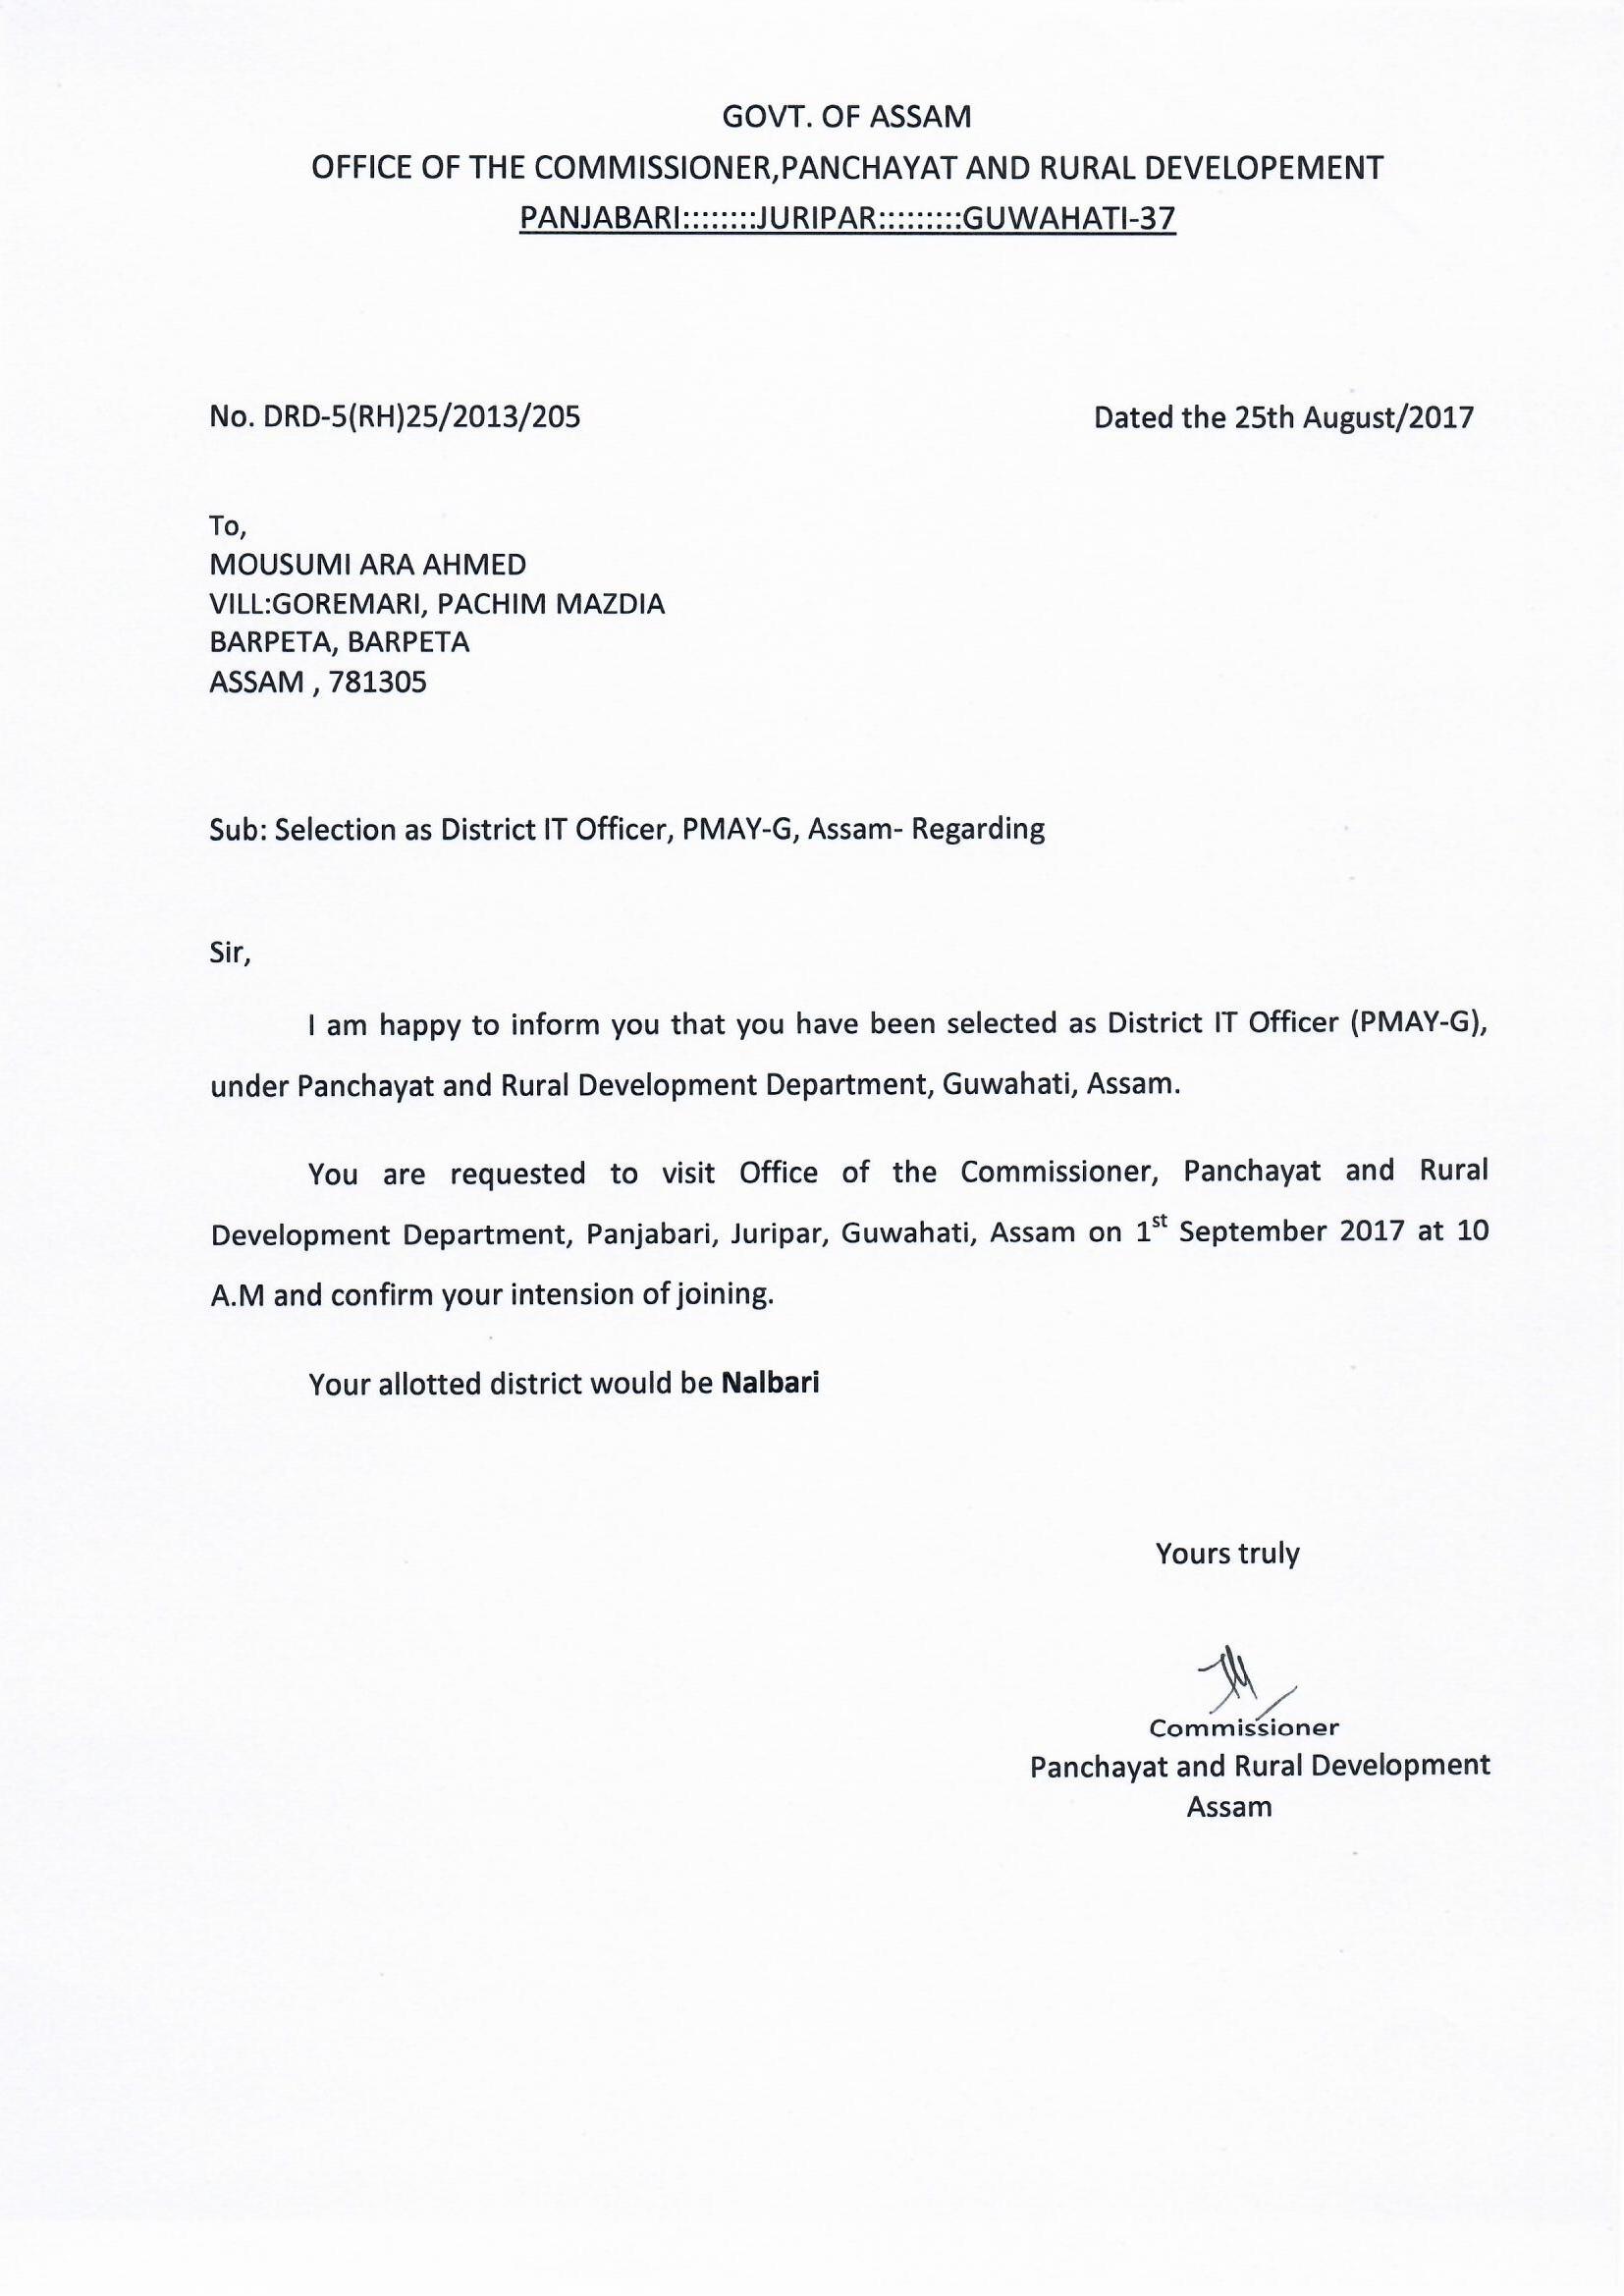 GOVT. OF ASSAM
OFFICE OF THE COMMISSIONER,PANCHAYAT AND RURAL DEVELOPEMENT
PANJABARI::::::::JURIPAR:::::::::GUWAHATI-37
No. DRD-5(RH)25/2013/205 Dated the 25th August/2017
To,
MOUSUMI ARA AHMED
VILL:GOREMARI, PACHIM MAZDIA
BARPETA, BARPETA
ASSAM , 781305
Sub: Selection as District IT Officer, PMAY-G, Assam- Regarding
Sir,
I am happy to inform you that you have been selected as District IT Officer (PMAY-G),
under Panchayat and Rural Development Department, Guwahati, Assam.
You are requested to visit Office of the Commissioner, Panchayat and Rural
Development Department, Panjabari, Juripar, Guwahati, Assam on 1st September 2017 at 10
A.M and confirm your intension of joining.
Your allotted district would be Nalbari
Yours truly
Commissioner
Panchayat and Rural Development
Assam